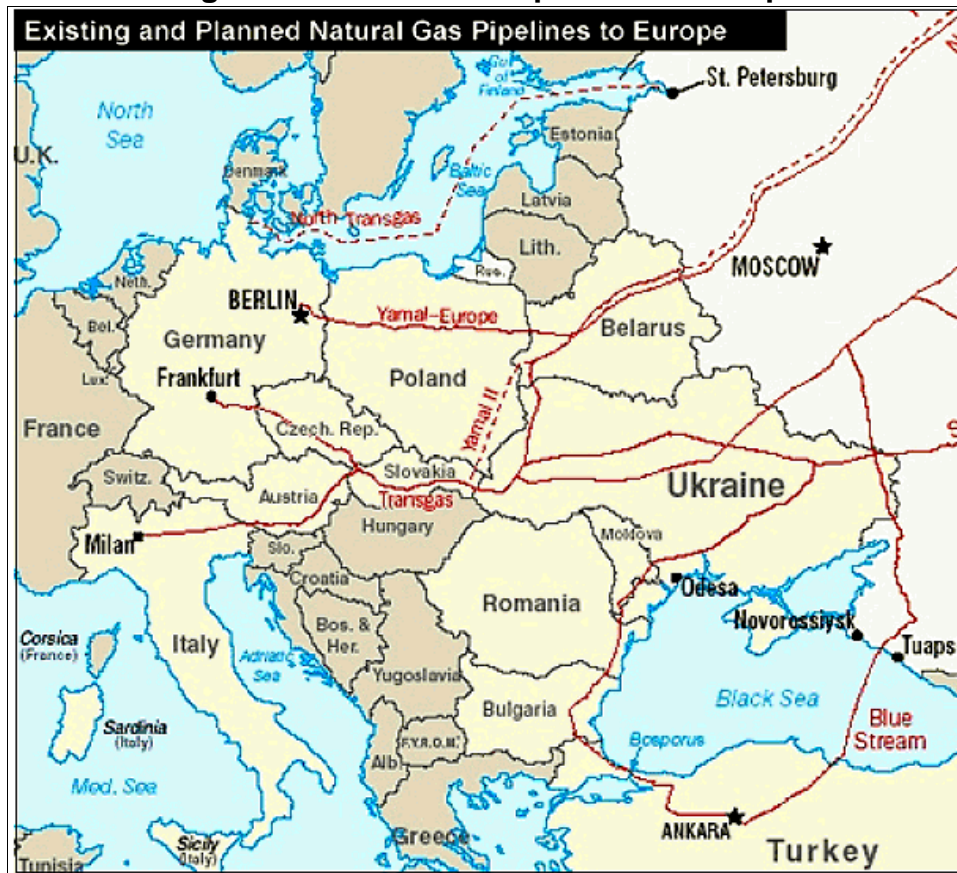 Existing and Planned Natural Gas Pipelines to Europe
North
Sea
Gulf
of
Finland
St. Petersburg
U.K.
Denmark
Estonia
Baltic
Sea
Latvia
North Transgas
Lith.
Rus.
MOSCOW
Neth.
BERLIN
Yamal-Europe
Belarus
Bel.
Germany
Poland
Lux.
Frankfurt
Yamal II
France
Czech. Rep.
Slovakia
Ukraine
Switz.
Austria
Transgas
Hungary
Moldova
Milan
Slo.
Croatia
Odesa
Romania
Bos. &
Her.
Novorossiysk
Corsica
(France)
Italy
Adriatic
Sea
Yugoslavia
Tuaps
Black Sea
Bulgaria
Sardinia
(Italy)
Blue
Stream
F.Y.R.O.M.
Bosporus
Alb.
Med. Sea
ANKARA
Greece
Sicily
(Italy)
Turkey
Tunisia